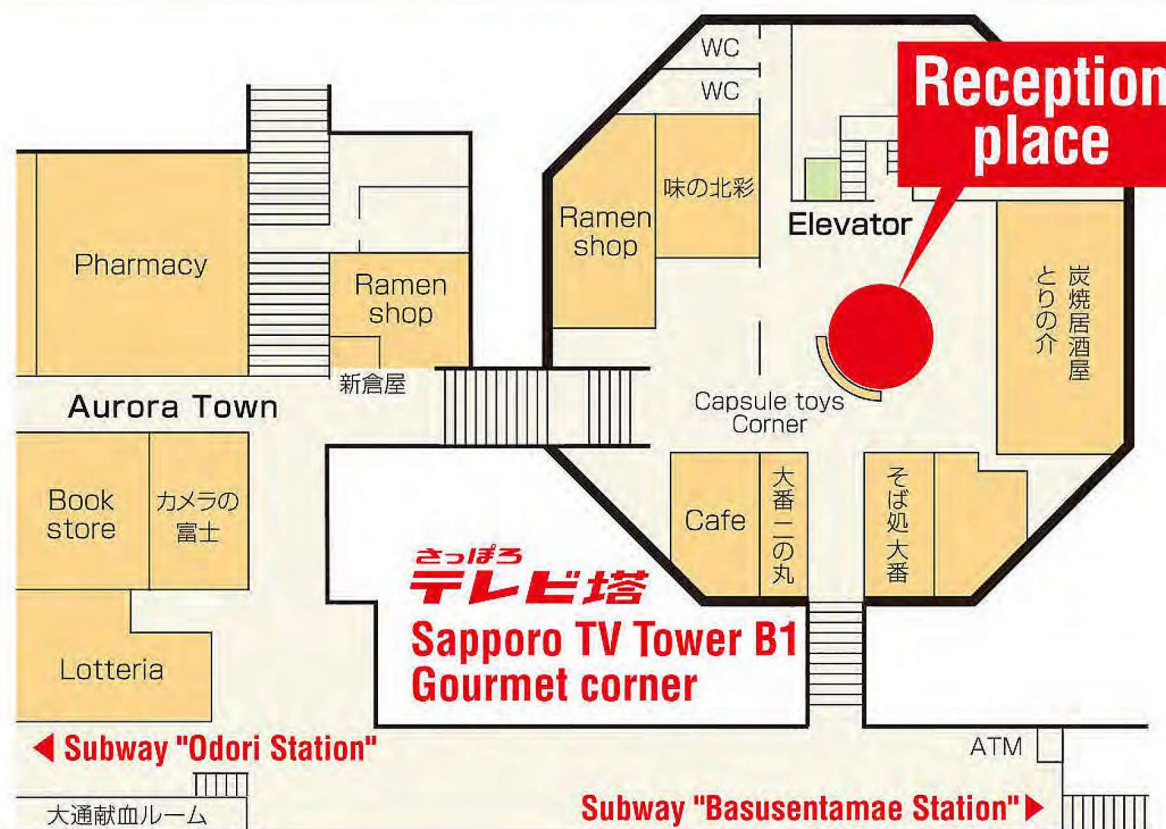 WC
WC
Reception
place
味の北彩
Ramen
shop
Elevator
Pharmacy
Ramen
shop
炭焼居酒屋
とりの介
新倉屋
Aurora Town
Capsule toys
Corner
Book
store
カメラの
富士
Cafe
大番 二の丸
そば処 大番
さっぽろ
テレビ塔
Sapporo TV Tower B1
Gourmet corner
Lotteria
Subway "Odori Station"
ATM
大通献血ルーム
Subway "Basusentamae Station"